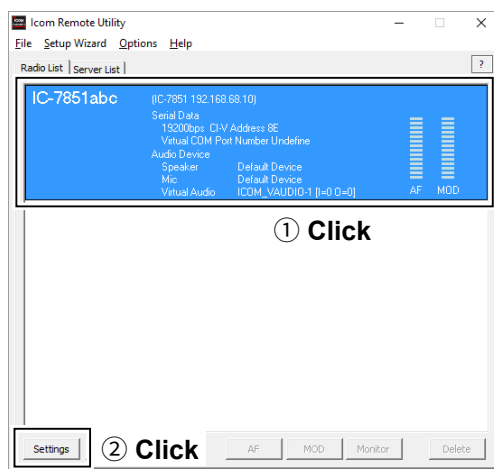 Icom Remote Utility
File Setup Wizard Options Help
Radio List Server List ?
IC-7851abc (IC-7851 192.168.68.10)
Serial Data
19200bps CI-V Address 8E
Virtual COM Port Number Undefine
Audio Device
Speaker Default Device
Mic Default Device
Virtual Audio ICOM_VAUDIO-1 [I=0 O=0] AF MOD
① Click
Settings ② Click AF MOD Monitor Delete